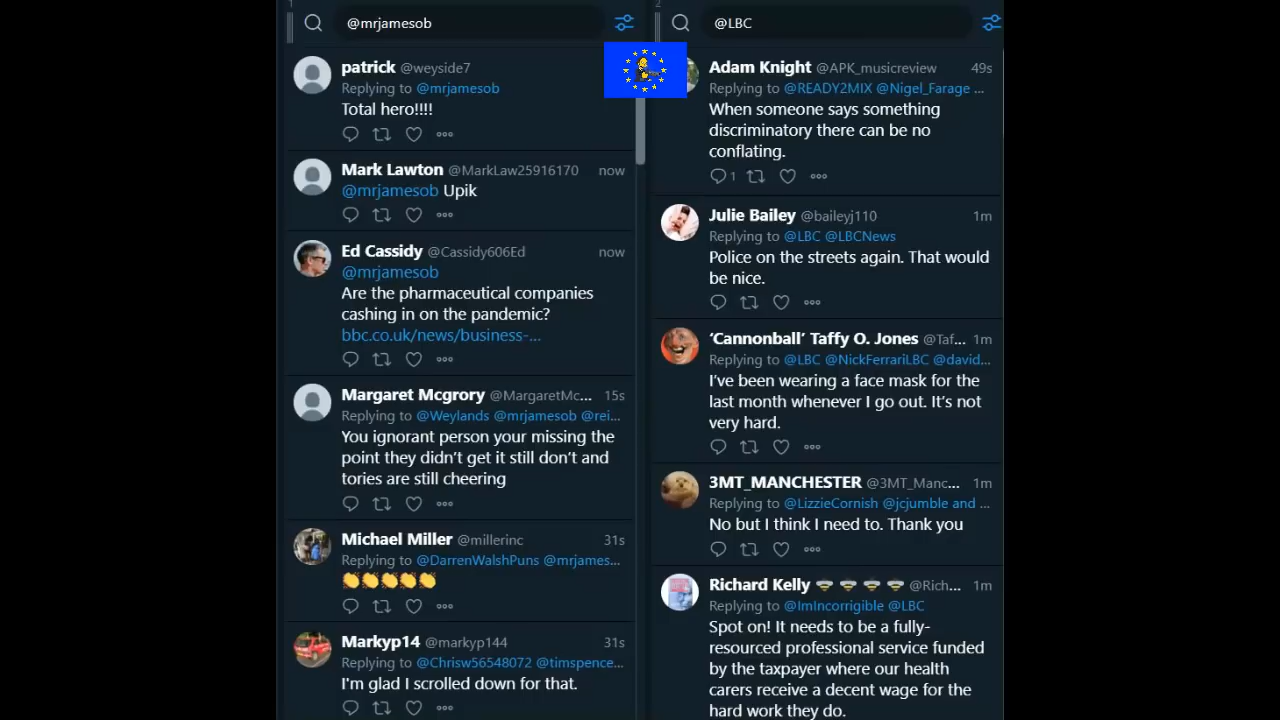 1
@mrjamesob
patrick @weyside7
Replying to @mrjamesob
Total hero!!!!
Mark Lawton @MarkLaw25916170 now
@mrjamesob Upik
Ed Cassidy @Cassidy606Ed now
@mrjamesob
Are the pharmaceutical companies
cashing in on the pandemic?
bbc.co.uk/news/business-...
Margaret Mcgrory @MargaretMc... 15s
Replying to @Weylands @mrjamesob @rei...
You ignorant person your missing the
point they didn't get it still don't and
tories are still cheering
Michael Miller @millerinc 31s
Replying to @DarrenWalshPuns @mrjames...
Markyp14 @markyp144 31s
Replying to @Chrisw56548072 @timspence...
I'm glad I scrolled down for that.
2
@LBC
Adam Knight @APK_musicreview 49s
Replying to @READY2MIX @Nigel_Farage ...
When someone says something
discriminatory there can be no
conflating.
1
Julie Bailey @baileyj110 1m
Replying to @LBC @LBCNews
Police on the streets again. That would
be nice.
‘Cannonball’ Taffy O. Jones @Taf... 1m
Replying to @LBC @NickFerrariLBC @david...
I've been wearing a face mask for the
last month whenever I go out. It's not
very hard.
3MT_MANCHESTER @3MT_Manc... 1m
Replying to @LizzieCornish @jcjumble and ...
No but I think I need to. Thank you
Richard Kelly @Rich... 1m
Replying to @ImIncorrigible @LBC
Spot on! It needs to be a fully-
resourced professional service funded
by the taxpayer where our health
carers receive a decent wage for the
hard work they do.